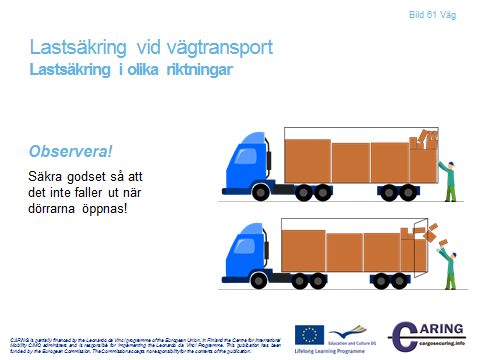 Bild 61 Väg
Lastsäkring vid vägtransport
Lastsäkring i olika riktningar
Observera!
Säkra godset så att
det inte faller ut när
dörrarna öppnas!
CARING is partially financed by the Leonardo da Vinci programme of the European Union. In Finland the Centre for International
Mobility CIMO administers and is responsible for implementing the Leonardo da Vinci Programme. This publication has been
funded by the European Commission. The Commission accepts no responsibility for the contents of the publication.
Education and Culture DG
Lifelong Learning Programme
CARING
cargosecuring.info